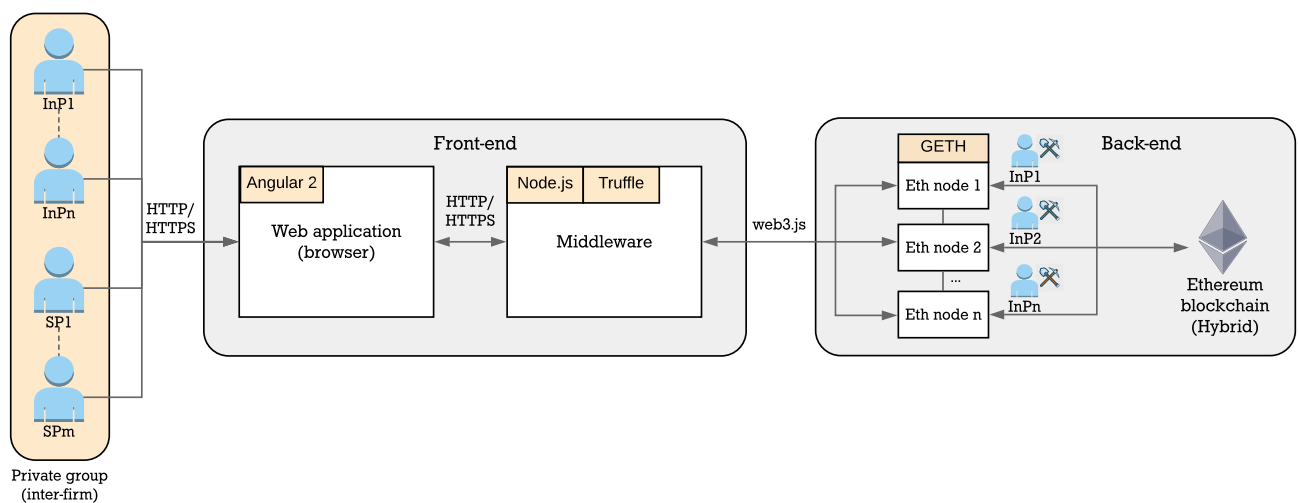 InP1
InPn
SP1
SPm
Private group
(inter-firm)
HTTP/
HTTPS
Front-end
Angular 2
Web application
(browser)
HTTP/
HTTPS
Node.js
Truffle
Middleware
web3.js
Back-end
GETH
Eth node 1
Eth node 2
...
Eth node n
InP1
InP2
InPn
Ethereum
blockchain
(Hybrid)